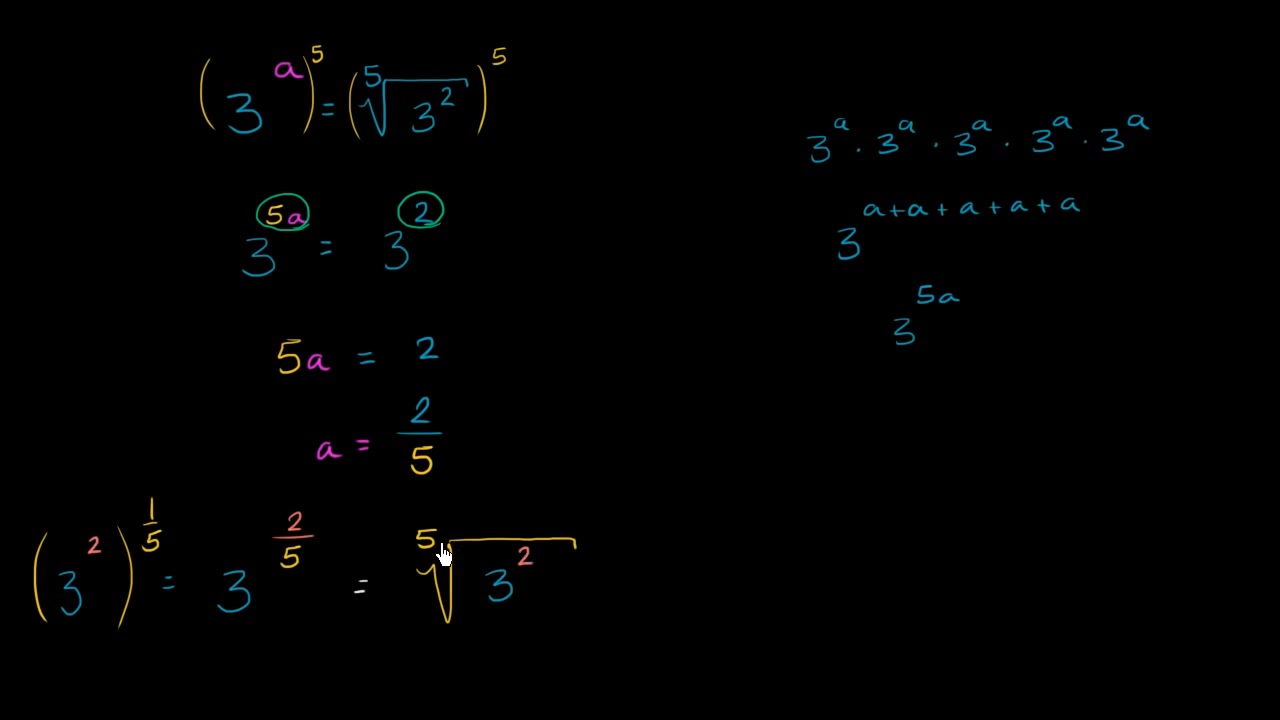 (3^a)^5 = (⁵√3^2)^5
3^5a = 3^2
5a = 2
a = 2/5
(3^2)^1/5 = 3^2/5 = ⁵√3^2
3^a · 3^a · 3^a · 3^a · 3^a
3^a+a+a+a+a
3^5a